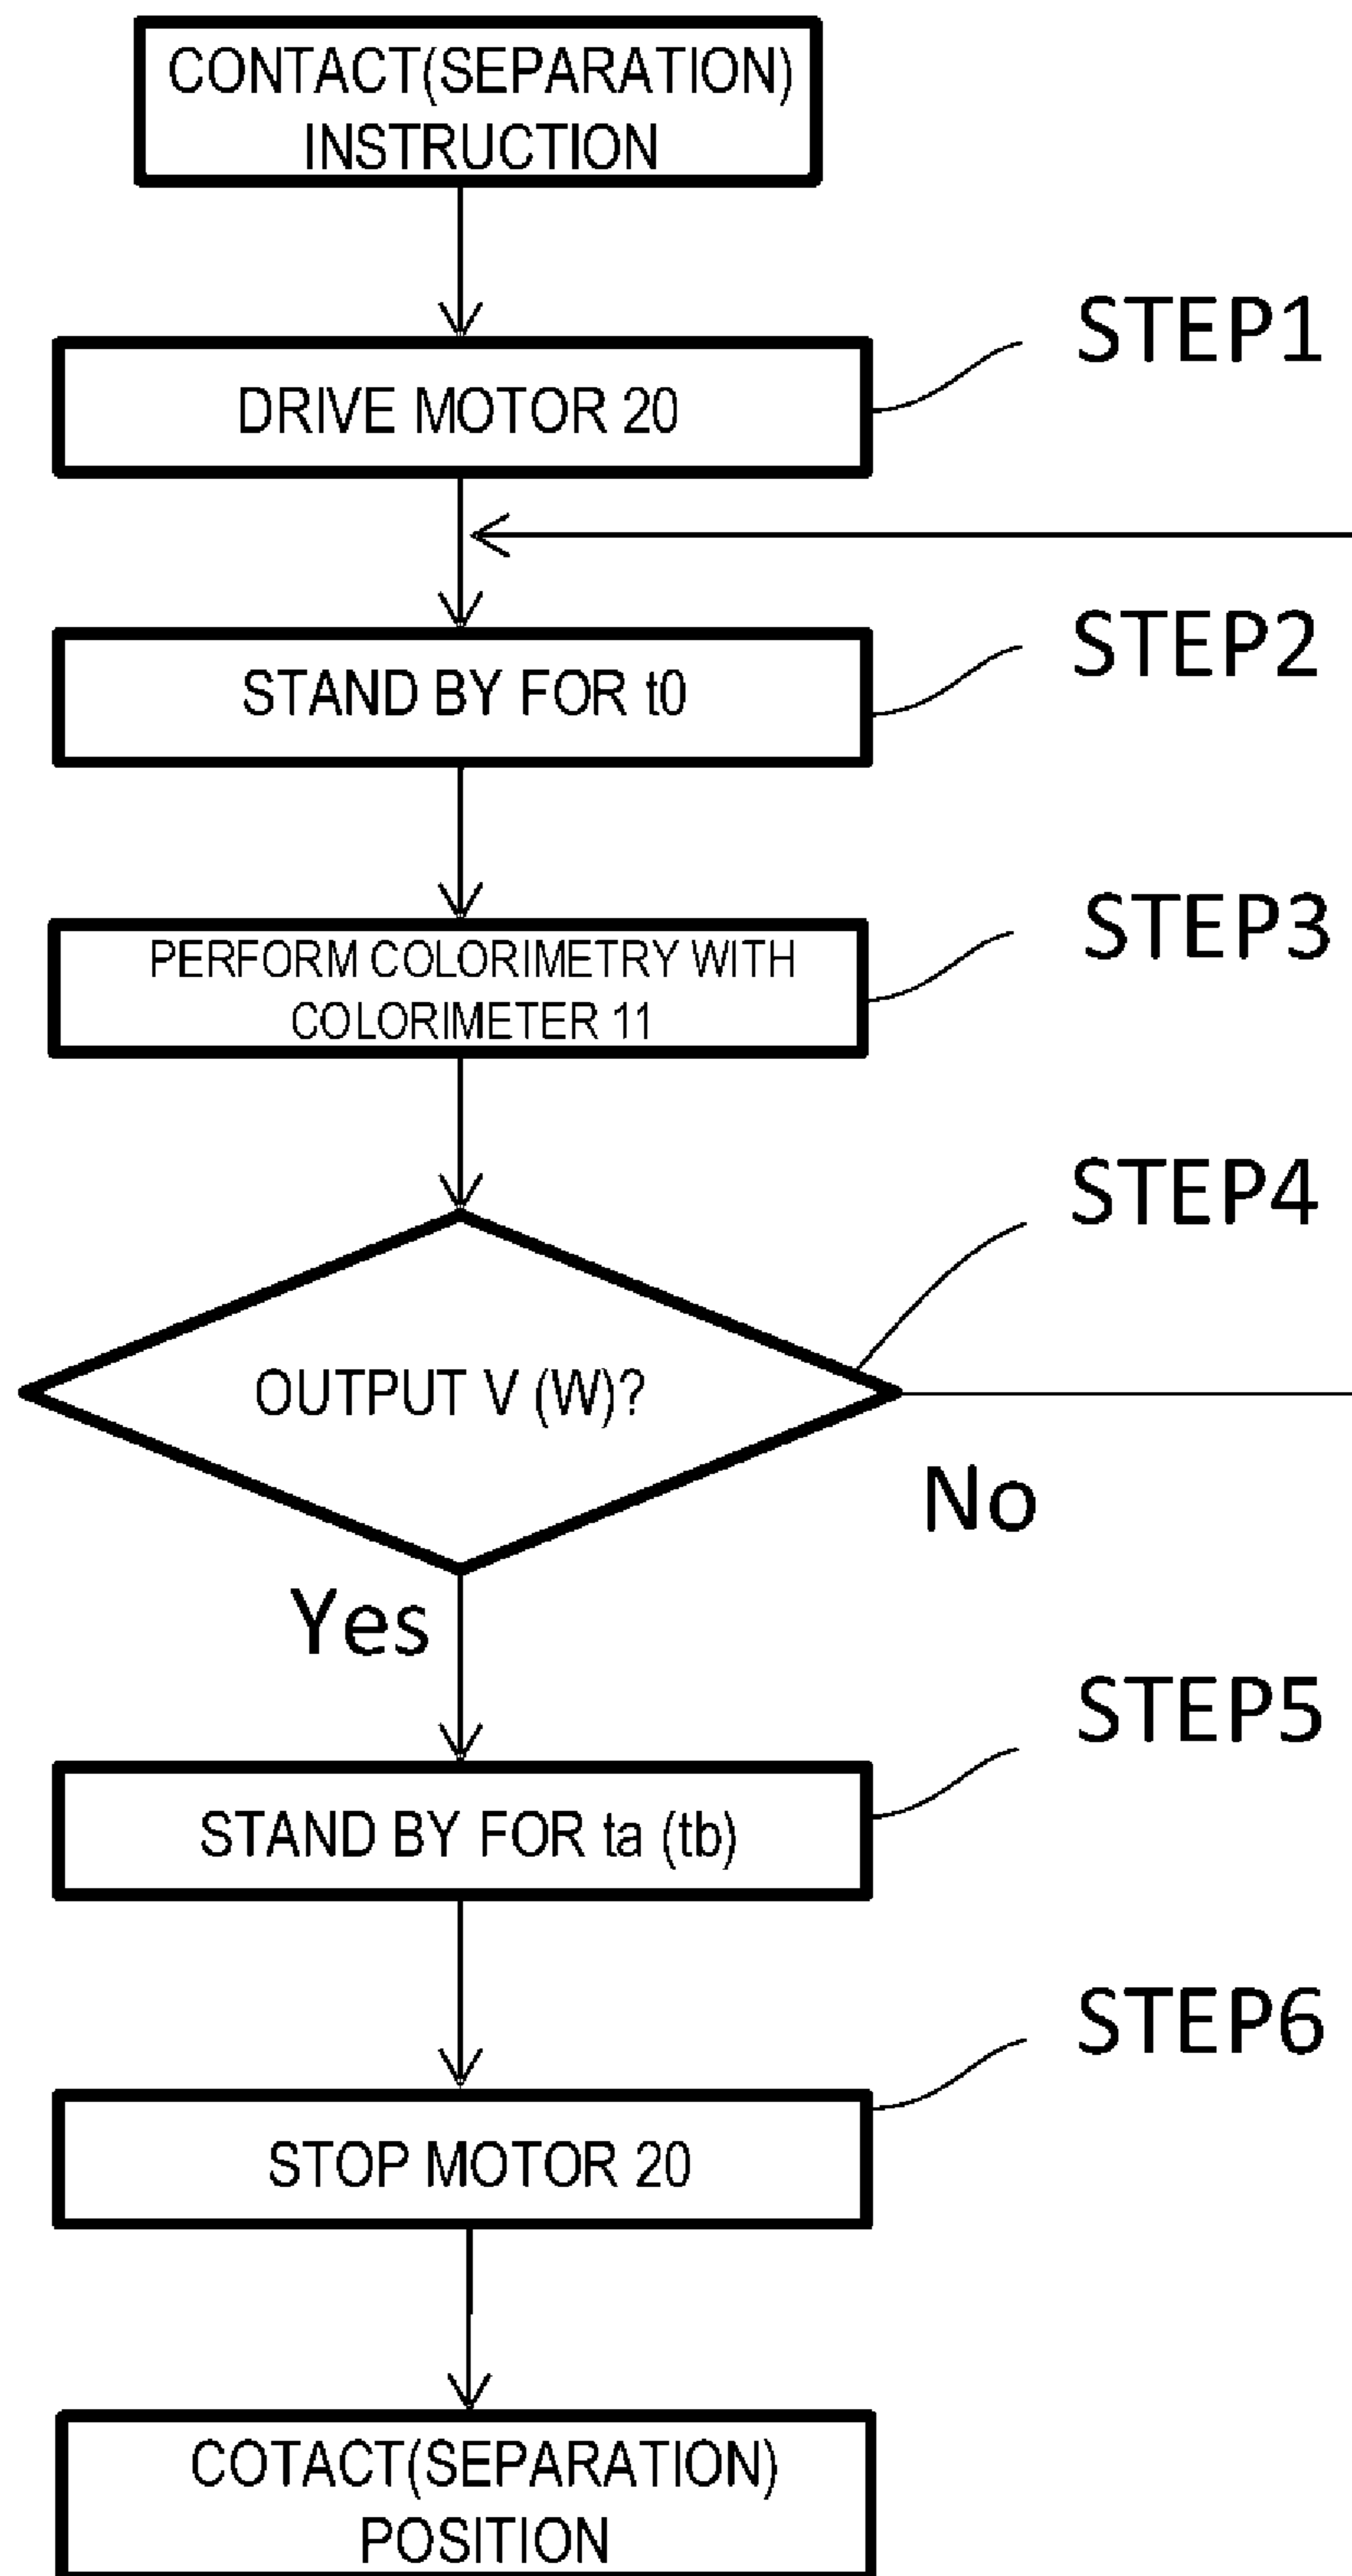 CONTACT(SEPARATION)
INSTRUCTION
STEP1
DRIVE MOTOR 20
STEP2
STAND BY FOR t0
STEP3
PERFORM COLORIMETRY WITH
COLORIMETER 11
STEP4
OUTPUT V (W)?
No
Yes
STEP5
STAND BY FOR ta (tb)
STEP6
STOP MOTOR 20
COTACT(SEPARATION)
POSITION